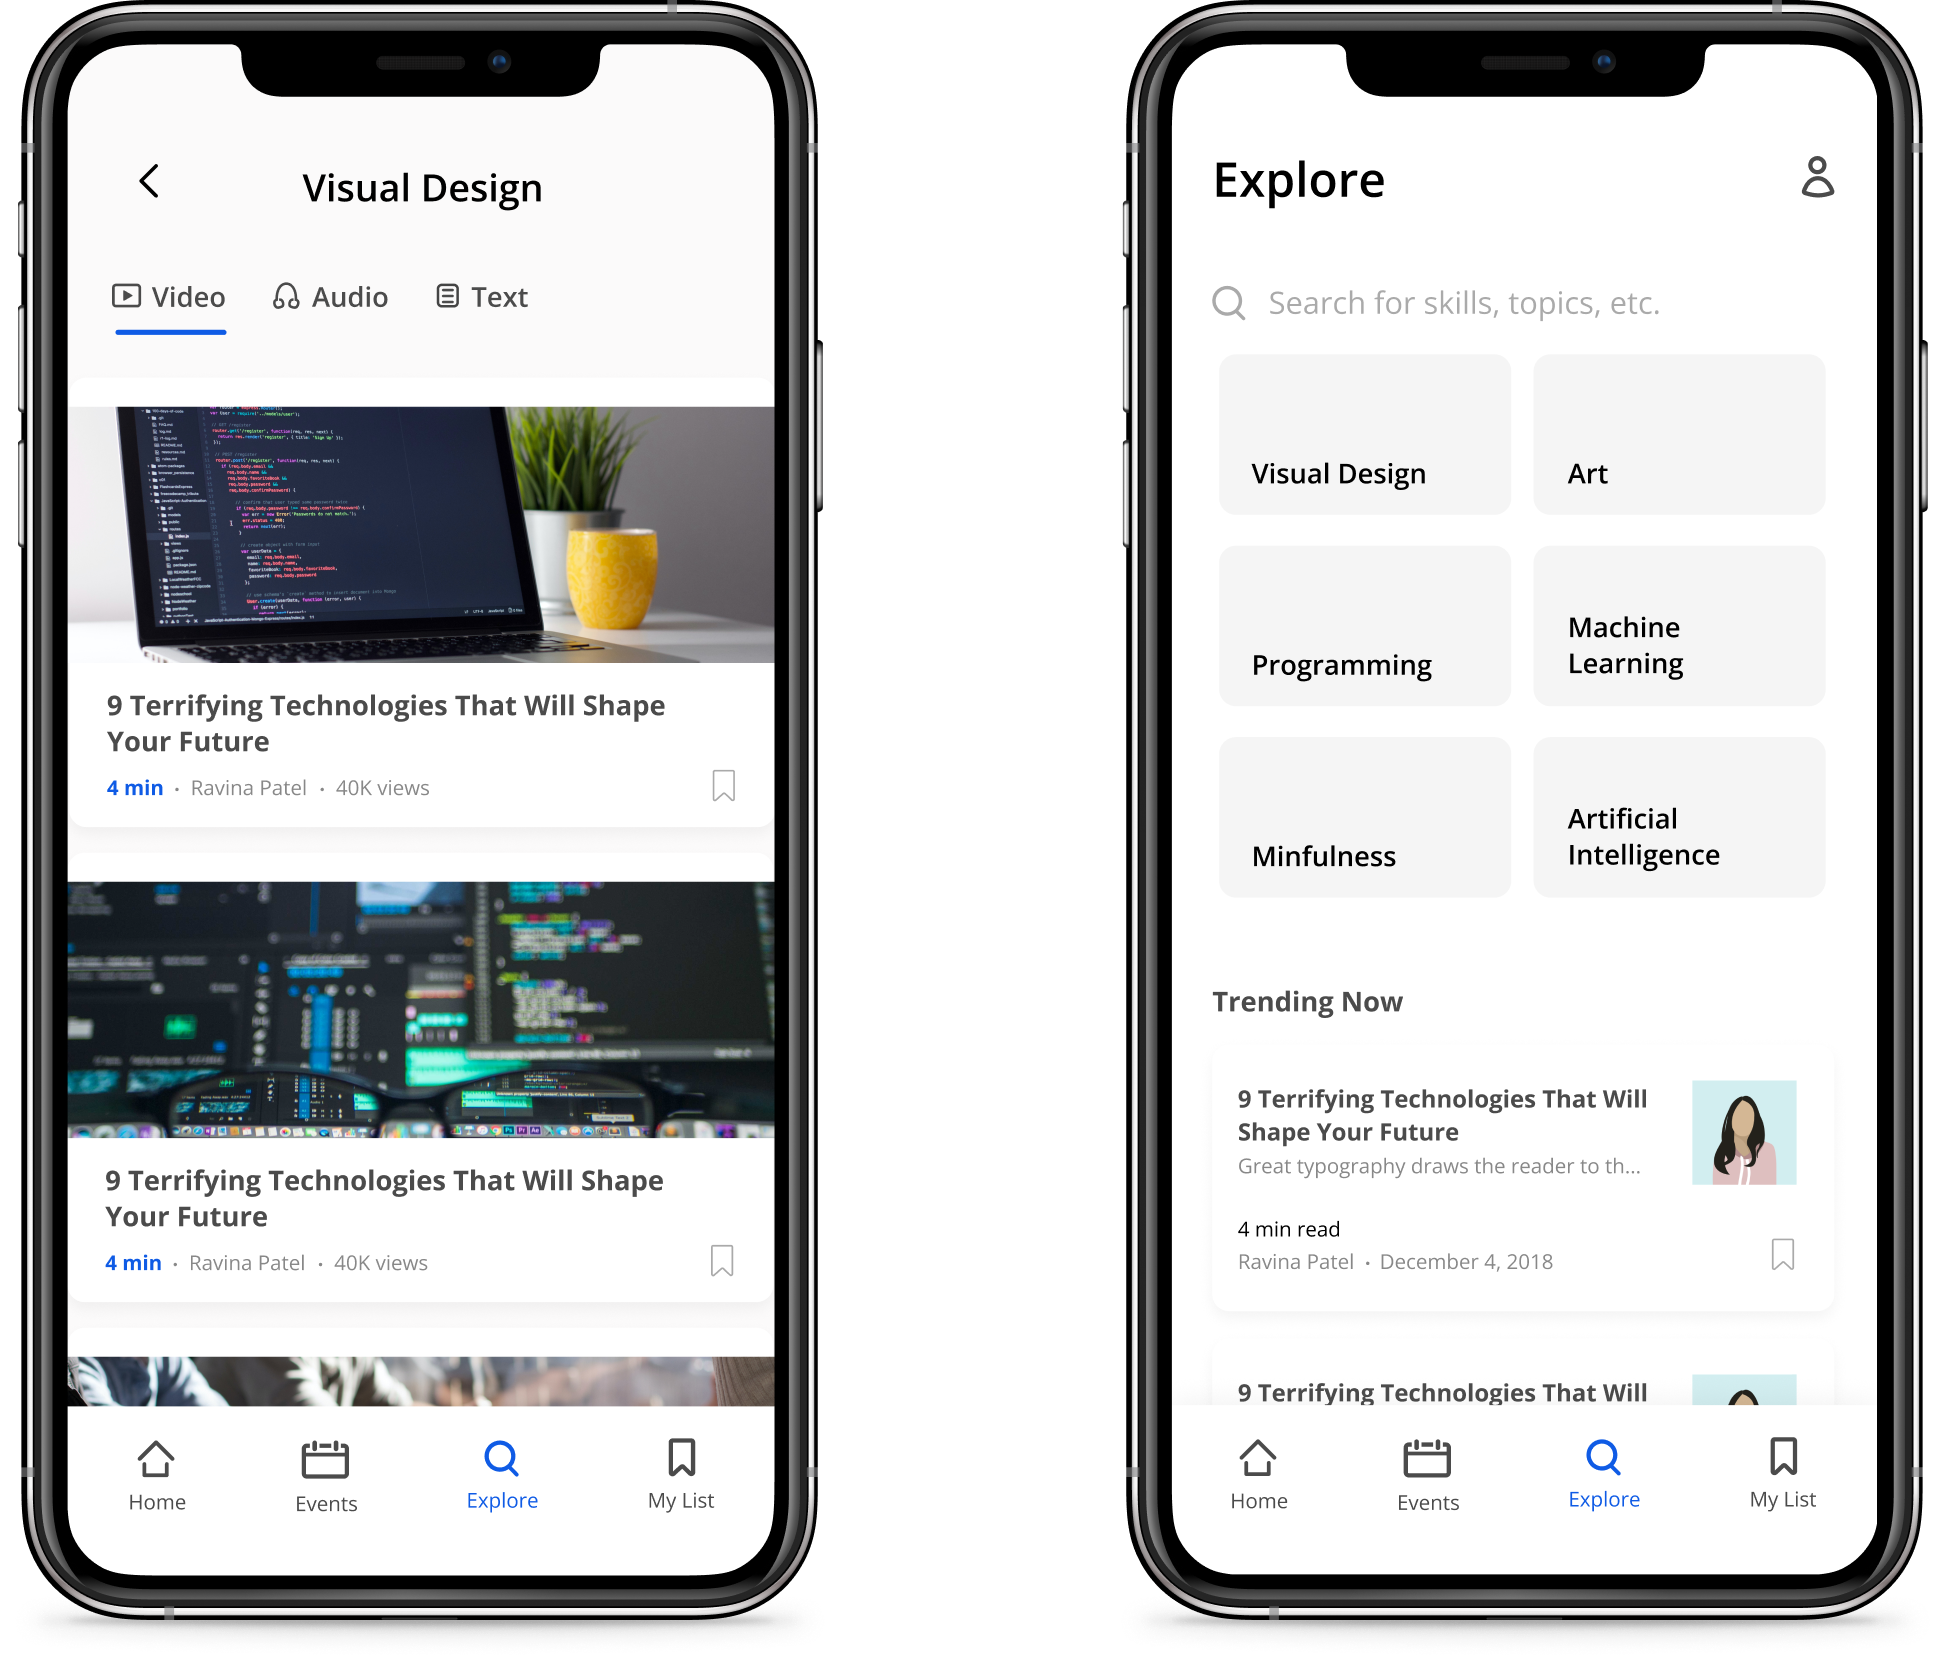 Visual Design
Video
Audio
Text
9 Terrifying Technologies That Will Shape
Your Future
4 min • Ravina Patel • 40K views
9 Terrifying Technologies That Will Shape
Your Future
4 min • Ravina Patel • 40K views
Home
Events
Explore
My List
Explore
Search for skills, topics, etc.
Visual Design
Art
Programming
Machine
Learning
Minfulness
Artificial
Intelligence
Trending Now
9 Terrifying Technologies That Will
Shape Your Future
Great typography draws the reader to th...
4 min read
Ravina Patel • December 4, 2018
9 Terrifying Technologies That Will
Home
Events
Explore
My List